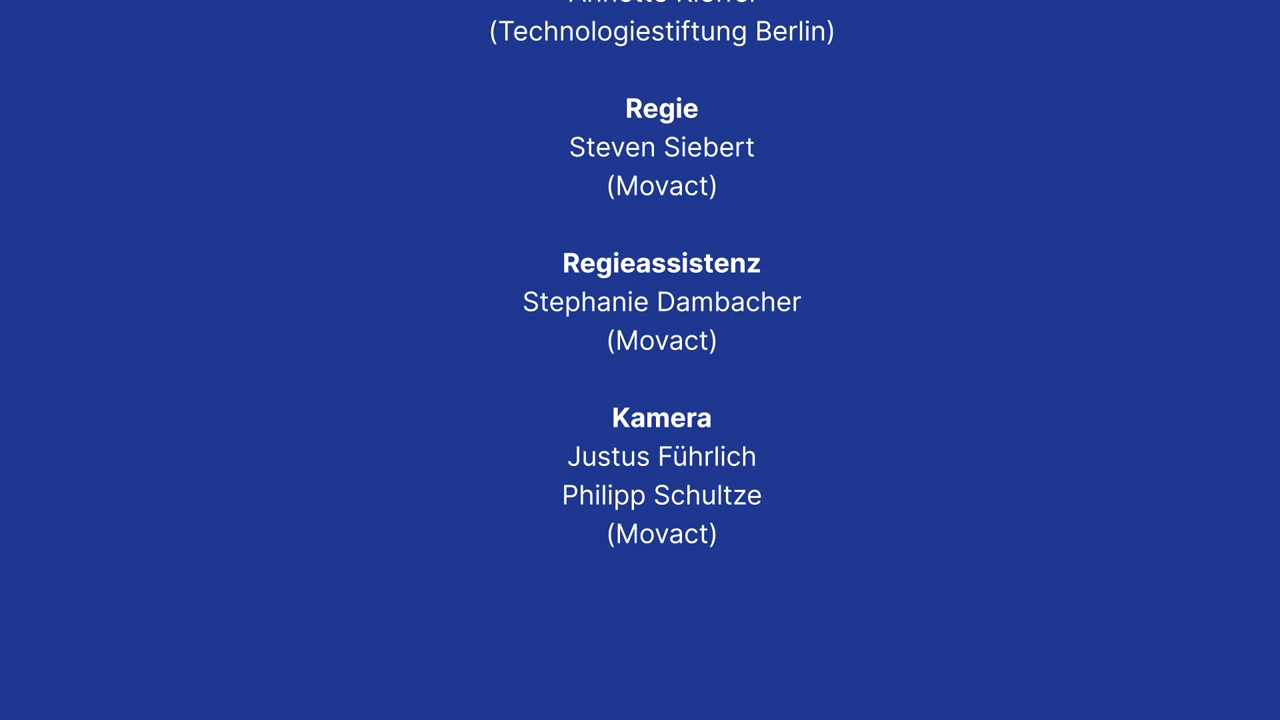 (Technologiestiftung Berlin)
Regie
Steven Siebert
(Movact)
Regieassistenz
Stephanie Dambacher
(Movact)
Kamera
Justus Führlich
Philipp Schultze
(Movact)